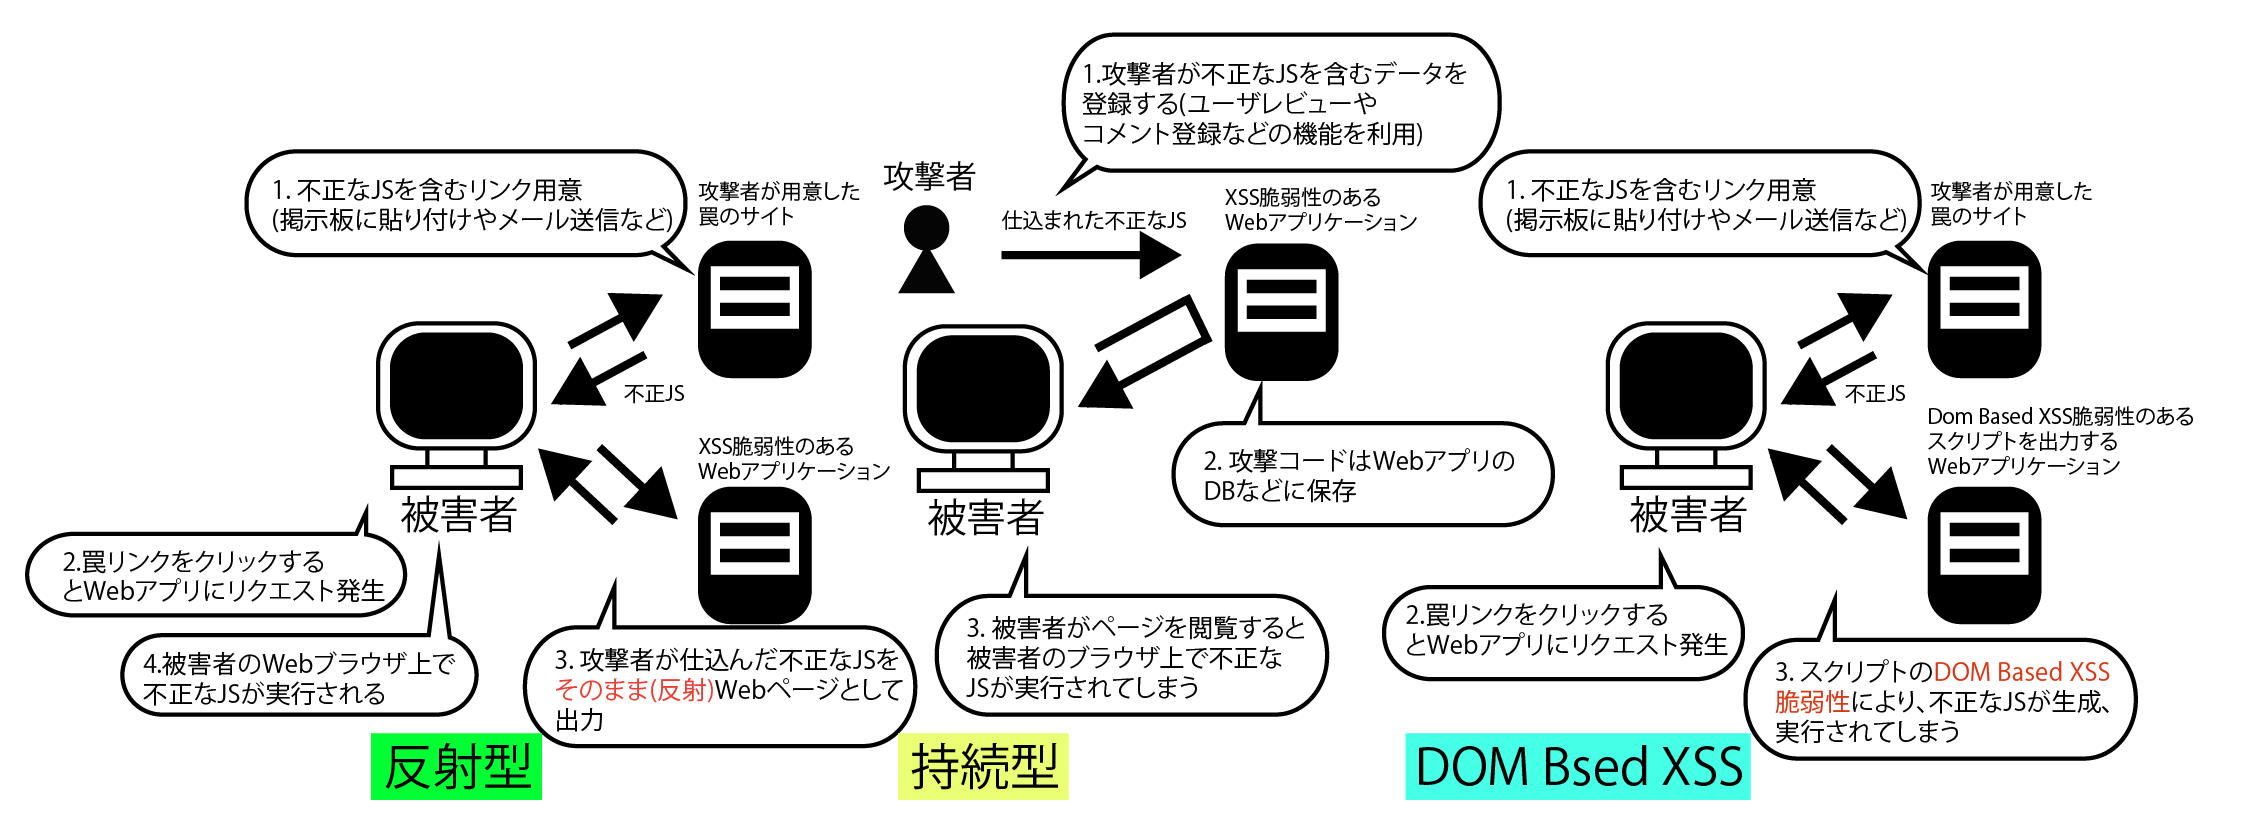 1. 不正なJSを含むリンク用意
(掲示板に貼り付けやメール送信など)
攻撃者が用意した
罠のサイト
不正JS
被害者
XSS脆弱性のある
Webアプリケーション
2.罠リンクをクリックする
とWebアプリにリクエスト発生
4.被害者のWebブラウザ上で
不正なJSが実行される
3. 攻撃者が仕込んだ不正なJSを
そのまま(反射)Webページとして
出力
反射型
1.攻撃者が不正なJSを含むデータを
登録する(ユーザレビューや
コメント登録などの機能を利用)
攻撃者
仕込まれた不正なJS
XSS脆弱性のある
Webアプリケーション
被害者
2. 攻撃コードはWebアプリの
DBなどに保存
3. 被害者がページを閲覧すると
被害者のブラウザ上で不正な
JSが実行されてしまう
持続型
1. 不正なJSを含むリンク用意
(掲示板に貼り付けやメール送信など)
攻撃者が用意した
罠のサイト
不正JS
Dom Based XSS脆弱性のある
スクリプトを出力する
Webアプリケーション
被害者
2.罠リンクをクリックする
とWebアプリにリクエスト発生
3. スクリプトのDOM Based XSS
脆弱性により、不正なJSが生成、
実行されてしまう
DOM Bsed XSS